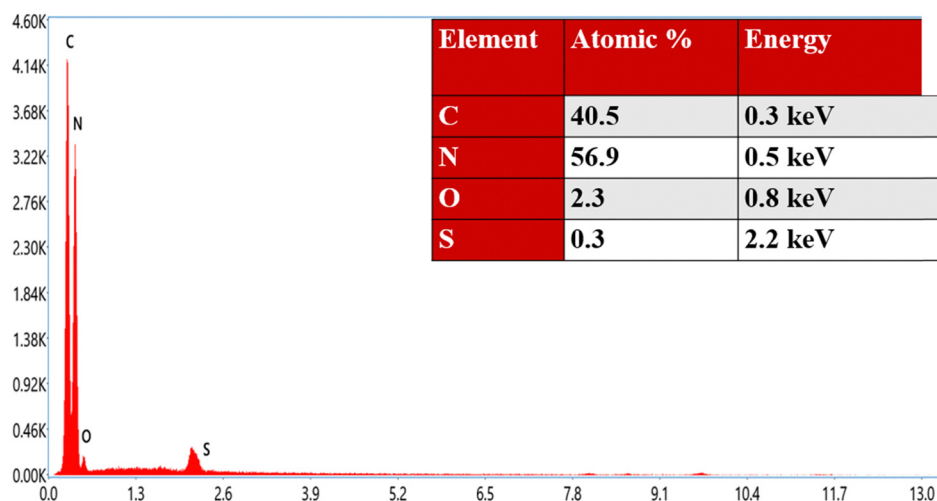 4.60K
4.14K
3.68K
3.22K
2.76K
2.30K
1.84K
1.38K
0.92K
0.46K
0.00K
C
N
O
S
0.0 1.3 2.6 3.9 5.2 6.5 7.8 9.1 10.4 11.7 13.0
Element Atomic % Energy
C 40.5 0.3 keV
N 56.9 0.5 keV
O 2.3 0.8 keV
S 0.3 2.2 keV